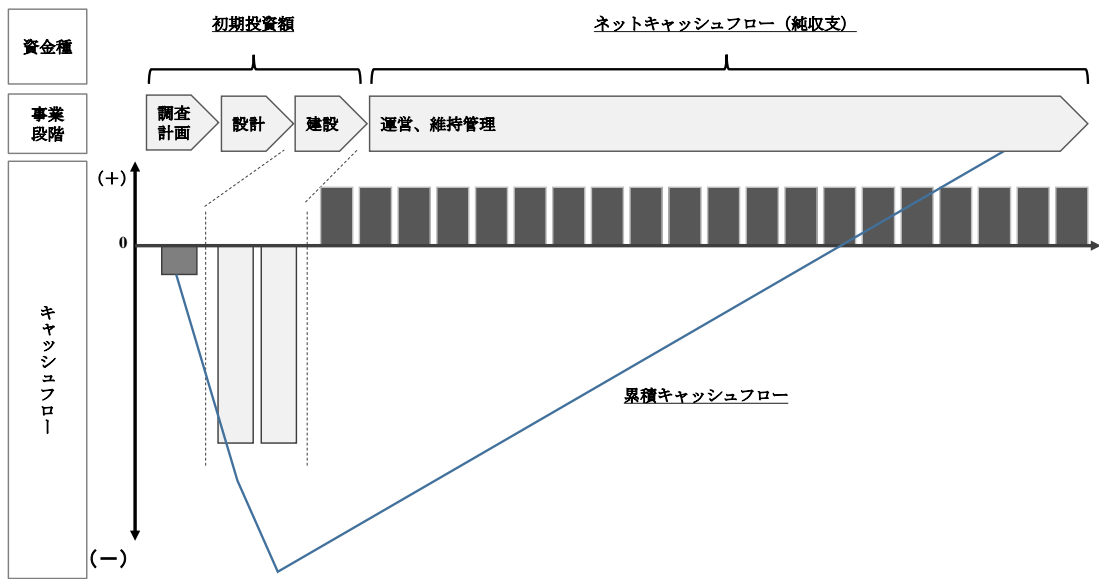 資金種
初期投資額
ネットキャッシュフロー（純収支）
事業
段階
調査
計画
設計
建設
運営、維持管理
キャッシュフロー
(＋)
0
(－)
累積キャッシュフロー